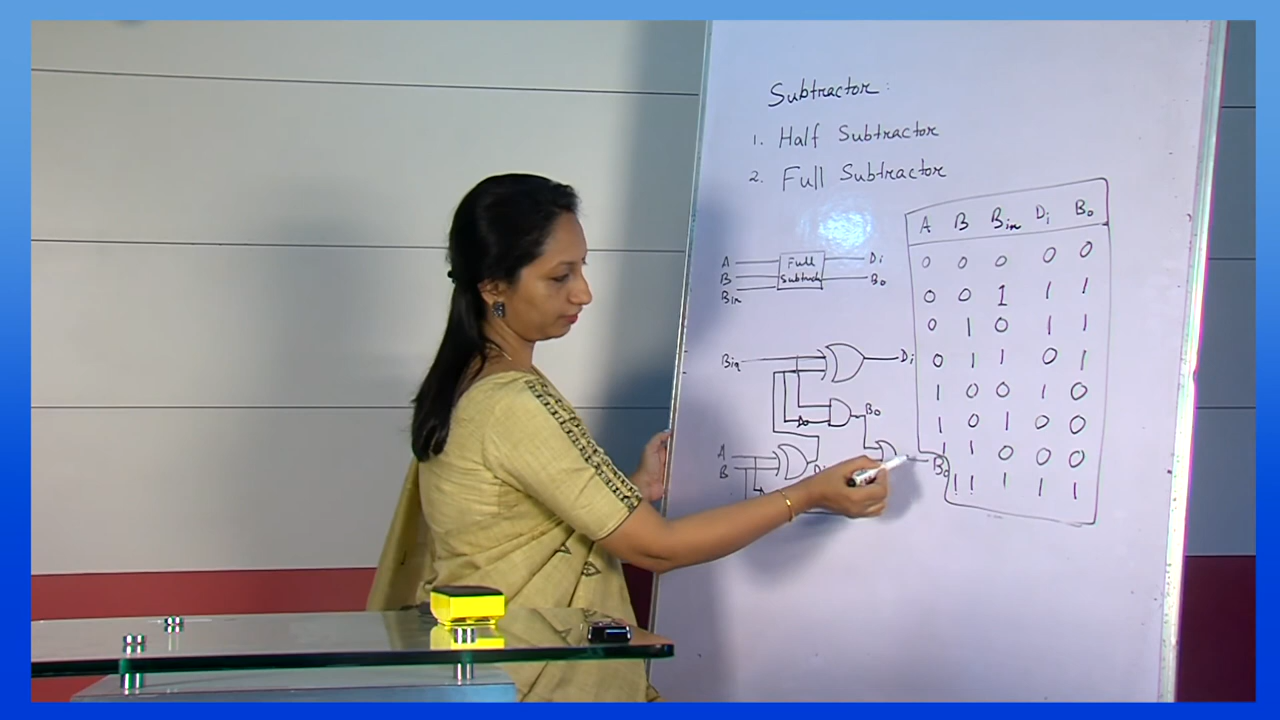 Subtractor:
1. Half Subtractor
2. Full Subtractor
A B Bin Di Bo
0 0 0 0 0
0 0 1 1 1
0 1 0 1 1
0 1 1 0 1
1 0 0 1 0
1 0 1 0 0
1 1 0 0 0
1 1 1 1 1
A
B
Bin
Full
Subtrach
Di
Bo
Bin
Di
Bo
A
B
Di
Bo